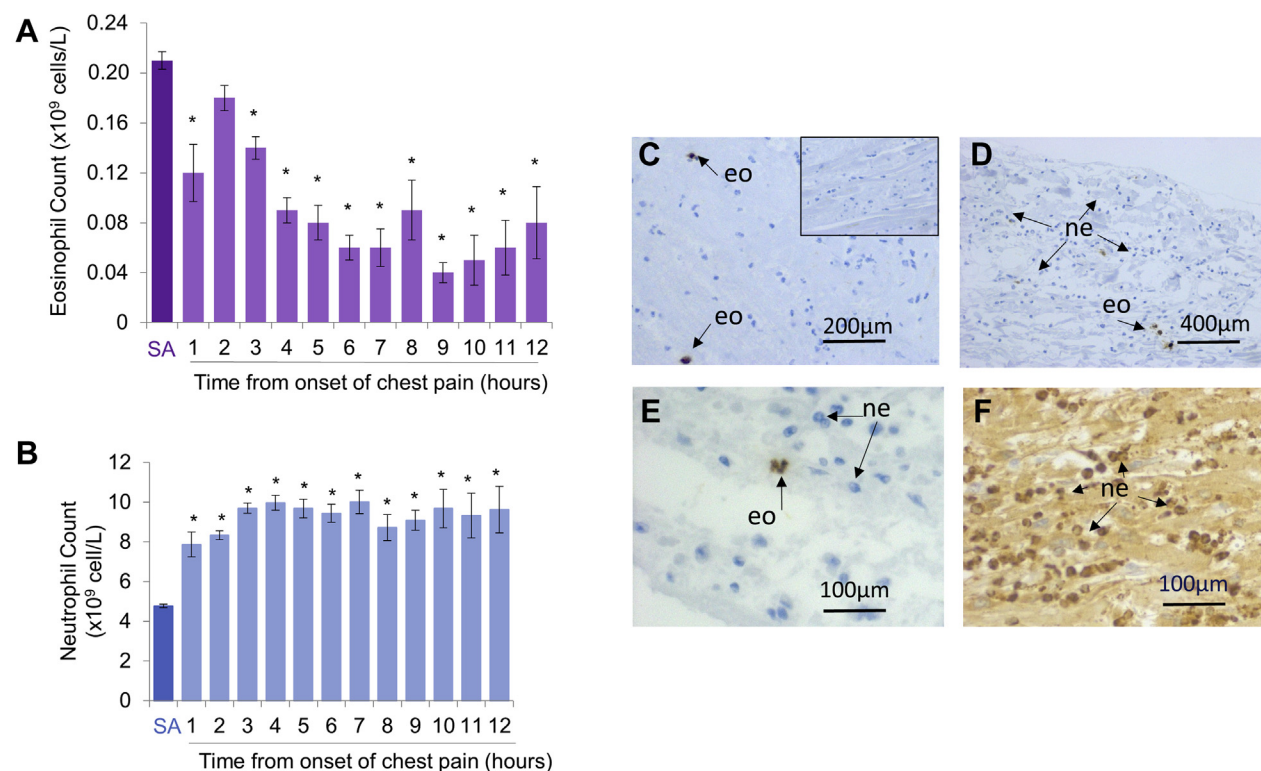 A
Eosinophil Count (x10⁹ cells/L)
0.24
0.20
0.16
0.12
0.08
0.04
0
* * * * * * * * * * *
SA 1 2 3 4 5 6 7 8 9 10 11 12
Time from onset of chest pain (hours)
B
Neutrophil Count
(x10⁹ cell/L)
12
10
8
6
4
2
0
* * * * * * * * * * * *
SA 1 2 3 4 5 6 7 8 9 10 11 12
Time from onset of chest pain (hours)
C
eo
eo
200µm
D
ne
eo
400µm
E
ne
eo
100µm
F
ne
100µm